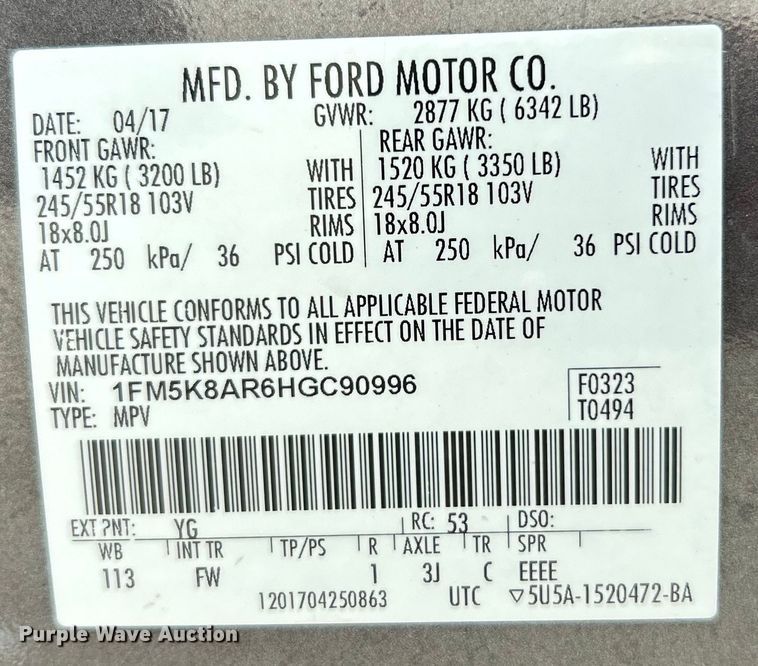 MFD. BY FORD MOTOR CO.
DATE: 04/17 GVWR: 2877 KG ( 6342 LB)
FRONT GAWR: REAR GAWR:
1452 KG ( 3200 LB) WITH 1520 KG ( 3350 LB) WITH
245/55R18 103V TIRES 245/55R18 103V TIRES
18x8.0J RIMS 18x8.0J RIMS
AT 250 kPa/ 36 PSI COLD AT 250 kPa/ 36 PSI COLD
THIS VEHICLE CONFORMS TO ALL APPLICABLE FEDERAL MOTOR
VEHICLE SAFETY STANDARDS IN EFFECT ON THE DATE OF
MANUFACTURE SHOWN ABOVE.
VIN: 1FM5K8AR6HGC90996 F0323
TYPE: MPV T0494
EXT PNT: YG RC: 53 DSO:
WB INT TR TP/PS R AXLE TR SPR
113 FW 1 3J C EEEE
1201704250863 UTC ▽5U5A-1520472-BA
Purple Wave Auction